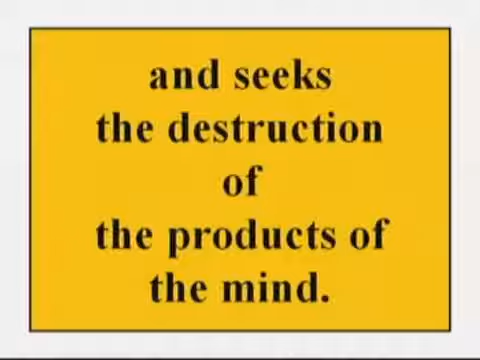 and seeks
the destruction
of
the products of
the mind.